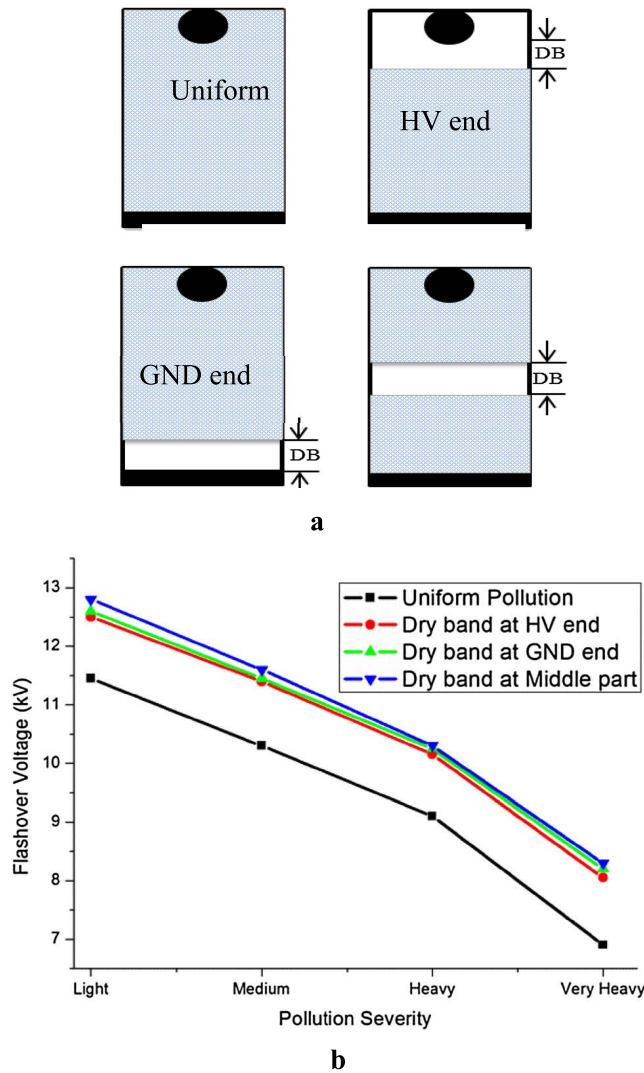 Uniform
DB
HV end
GND end
DB
DB
a
13
12
11
10
9
8
7
Flashover Voltage (kV)
Uniform Pollution
Dry band at HV end
Dry band at GND end
Dry band at Middle part
Light
Medium
Heavy
Very Heavy
Pollution Severity
b